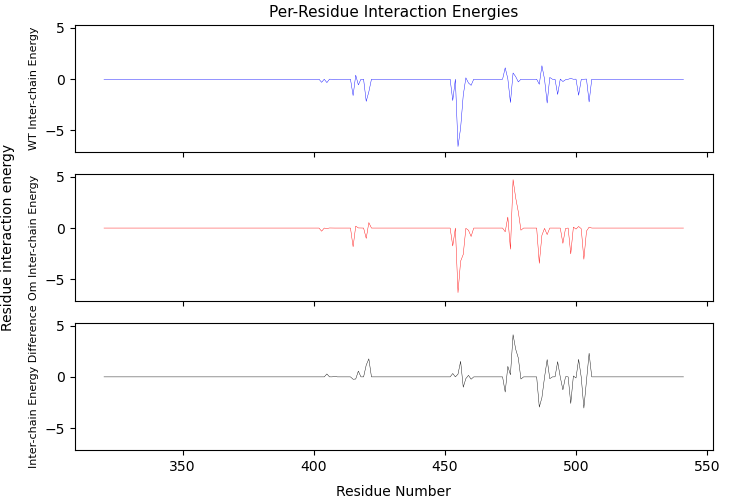 Per-Residue Interaction Energies
Residue interaction energy
WT Inter-chain Energy
5
0
−5
Om Inter-chain Energy
5
0
−5
Inter-chain Energy Difference
5
0
−5
350
400
450
500
550
Residue Number